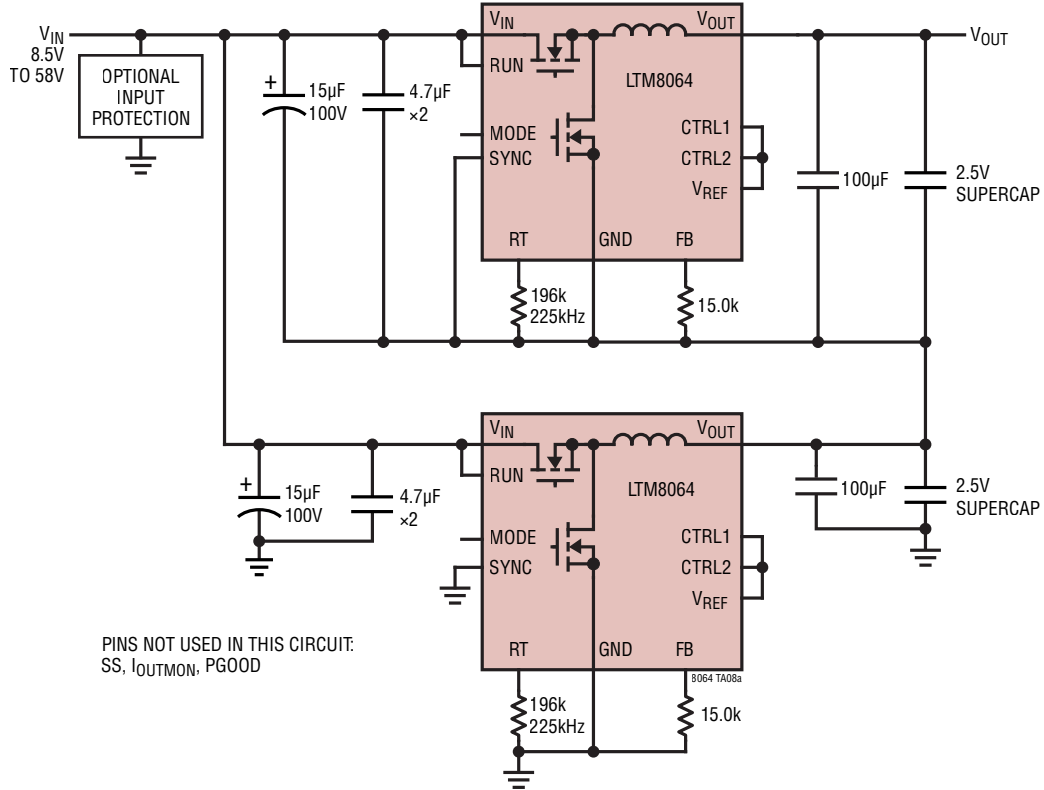 VIN
8.5V
TO 58V
OPTIONAL
INPUT
PROTECTION
+
15µF
100V
4.7µF
×2
VIN
RUN
MODE
SYNC
VOUT
LTM8064
CTRL1
CTRL2
VREF
RT
GND
FB
196k
225kHz
15.0k
100µF
2.5V
SUPERCAP
VOUT
+
15µF
100V
4.7µF
×2
VIN
RUN
MODE
SYNC
VOUT
LTM8064
CTRL1
CTRL2
VREF
RT
GND
FB
8064 TA08a
196k
225kHz
15.0k
100µF
2.5V
SUPERCAP
PINS NOT USED IN THIS CIRCUIT:
SS, IOUTMON, PGOOD